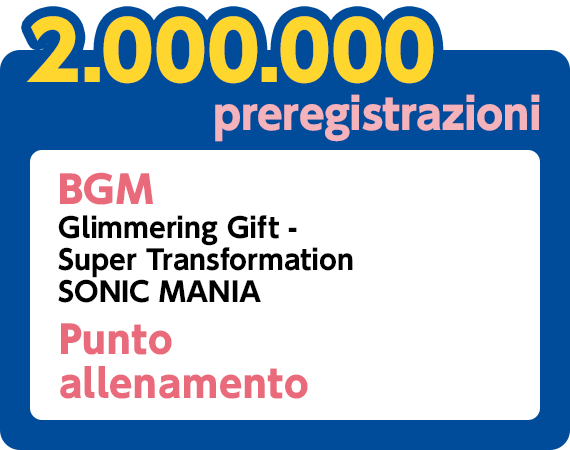 2.000.000
preregistrazioni
BGM
Glimmering Gift -
Super Transformation
SONIC MANIA
Punto
allenamento